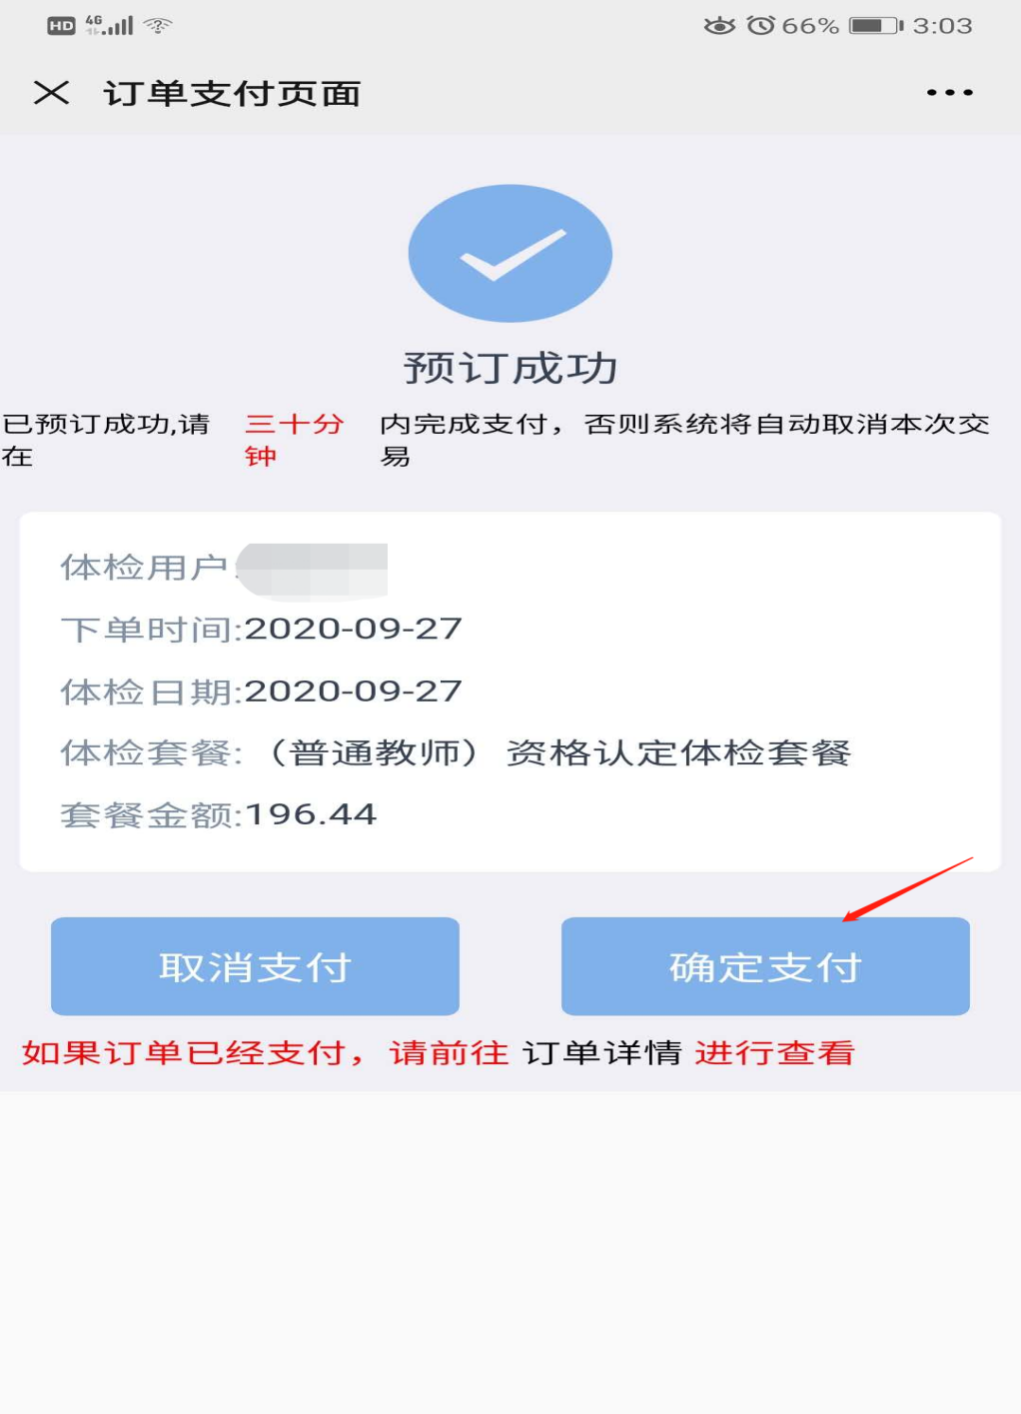 HD 4G 66% 3:03
订单支付页面
预订成功
已预订成功,请在 三十分钟 内完成支付，否则系统将自动取消本次交易
体检用户:
下单时间:2020-09-27
体检日期:2020-09-27
体检套餐:（普通教师）资格认定体检套餐
套餐金额:196.44
取消支付 确定支付
如果订单已经支付，请前往 订单详情 进行查看